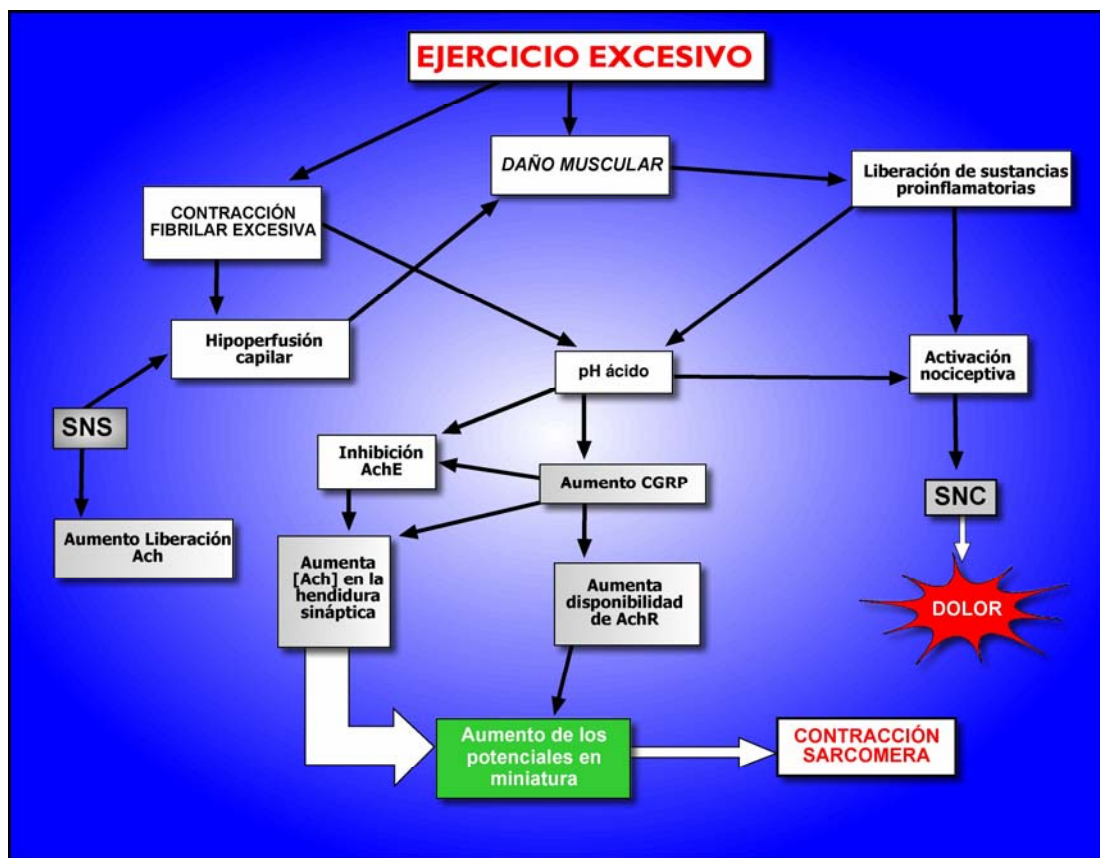 EJERCICIO EXCESIVO
DAÑO MUSCULAR
Liberación de sustancias
proinflamatorias
CONTRACCIÓN
FIBRILAR EXCESIVA
Hipoperfusión
capilar
pH ácido
Activación
nociceptiva
SNS
Inhibición
AchE
Aumento CGRP
SNC
Aumento Liberación
Ach
Aumenta
[Ach] en la
hendidura
sináptica
Aumenta
disponibilidad
de AchR
DOLOR
Aumento de los
potenciales en
miniatura
CONTRACCIÓN
SARCOMERA